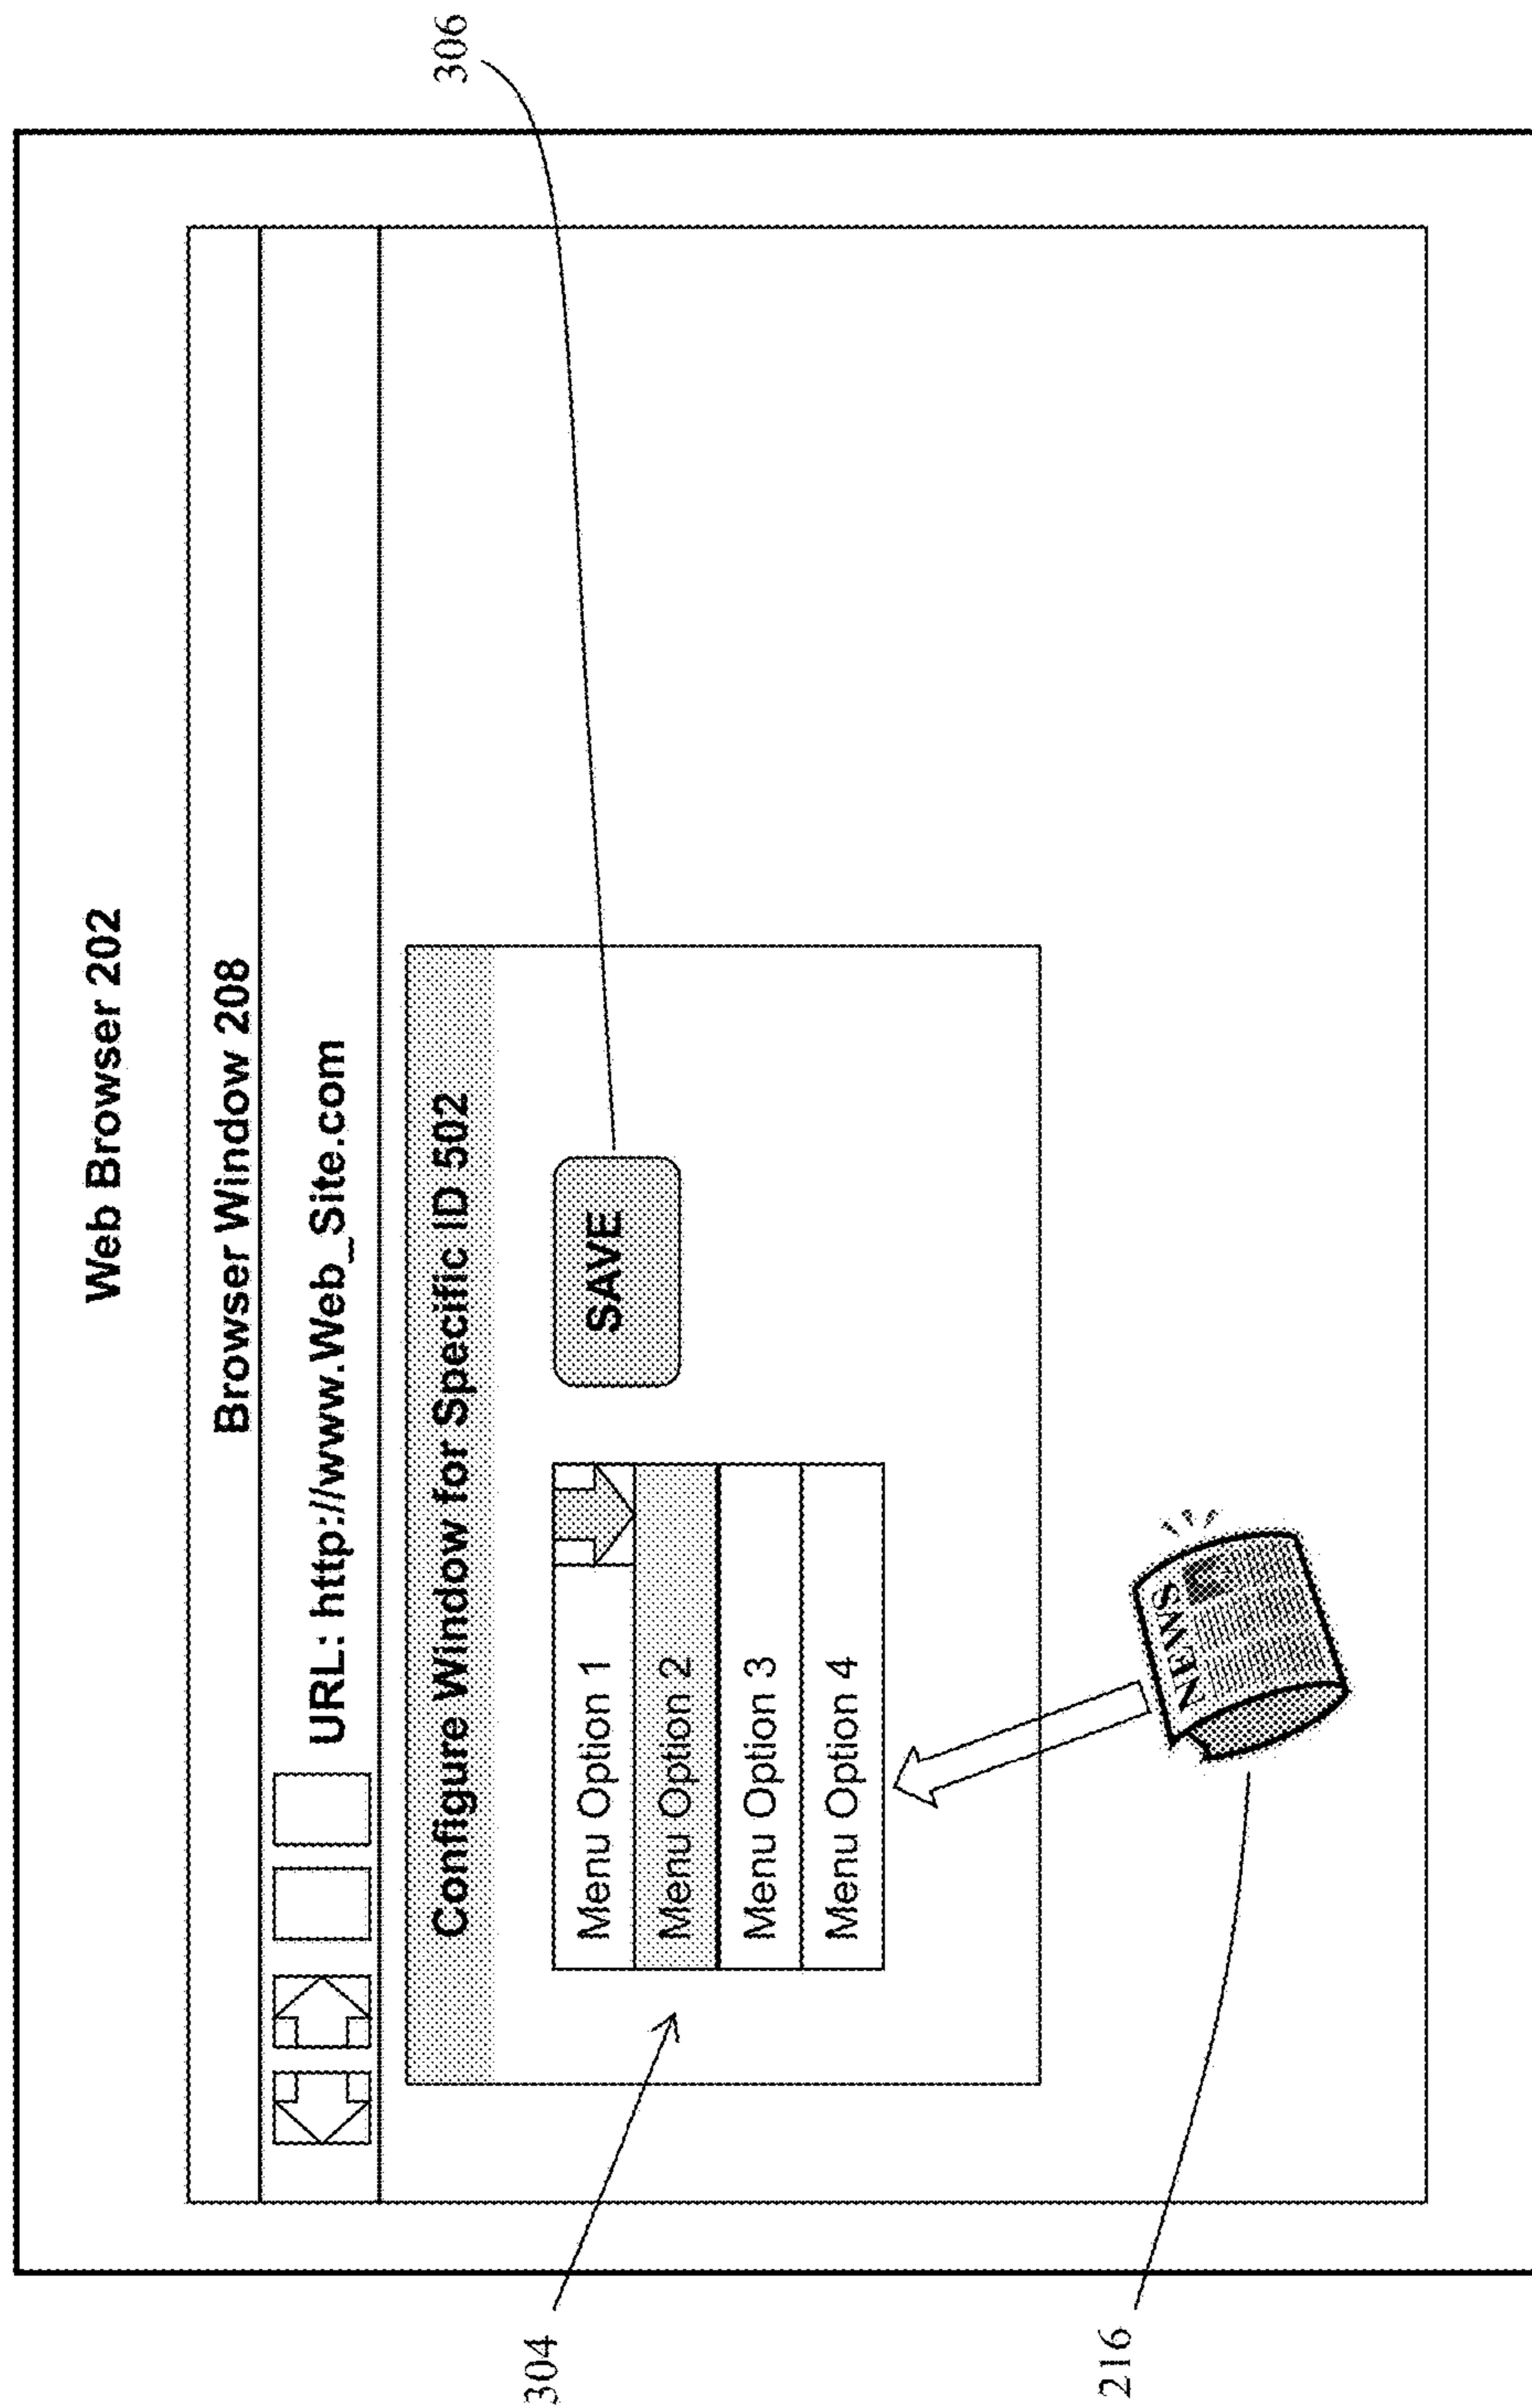 Web Browser 202
Browser Window 208
URL: http://www.Web_Site.com
Configure Window for Specific ID 502
306
304
Menu Option 1
SAVE
Menu Option 2
Menu Option 3
Menu Option 4
NEWS
216